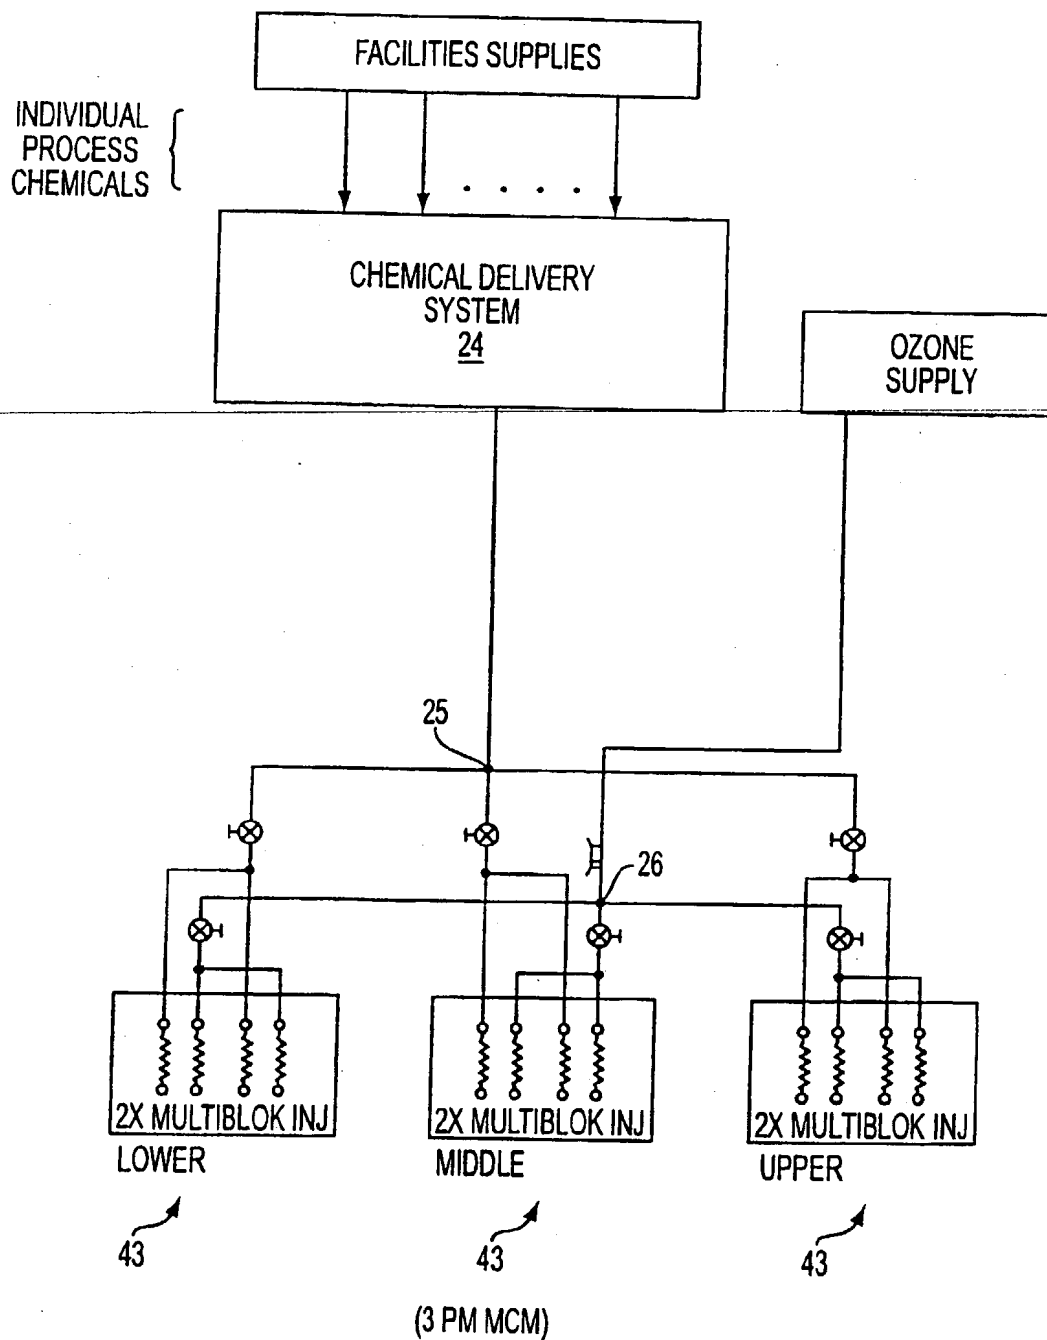 FACILITIES SUPPLIES
INDIVIDUAL
PROCESS
CHEMICALS
CHEMICAL DELIVERY
SYSTEM
24
OZONE
SUPPLY
25
26
2X MULTIBLOK INJ
2X MULTIBLOK INJ
2X MULTIBLOK INJ
LOWER
MIDDLE
UPPER
43
43
43
(3 PM MCM)